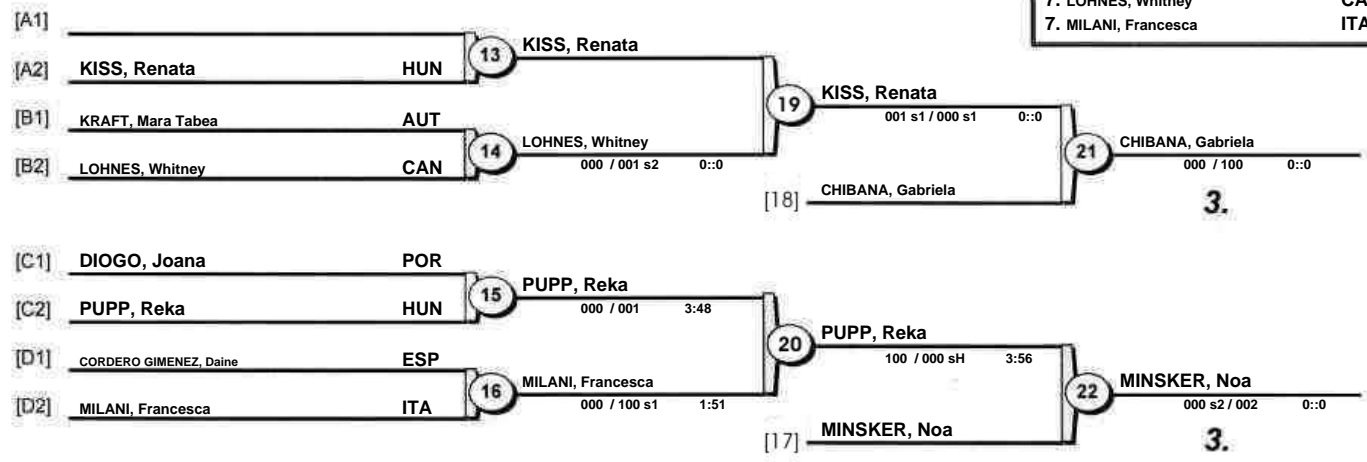 7. LOHNES, Whitney CA
7. MILANI, Francesca ITA
[A1]
[A2] KISS, Renata HUN
13 KISS, Renata
[B1] KRAFT, Mara Tabea AUT
[B2] LOHNES, Whitney CAN
14 LOHNES, Whitney
000 / 001 s2 0::0
19 KISS, Renata
001 s1 / 000 s1 0::0
[18] CHIBANA, Gabriela
21 CHIBANA, Gabriela
000 / 100 0::0
3.
[C1] DIOGO, Joana POR
[C2] PUPP, Reka HUN
15 PUPP, Reka
000 / 001 3:48
[D1] CORDERO GIMENEZ, Daine ESP
[D2] MILANI, Francesca ITA
16 MILANI, Francesca
000 / 100 s1 1:51
20 PUPP, Reka
100 / 000 sH 3:56
[17] MINSKER, Noa
22 MINSKER, Noa
000 s2 / 002 0::0
3.